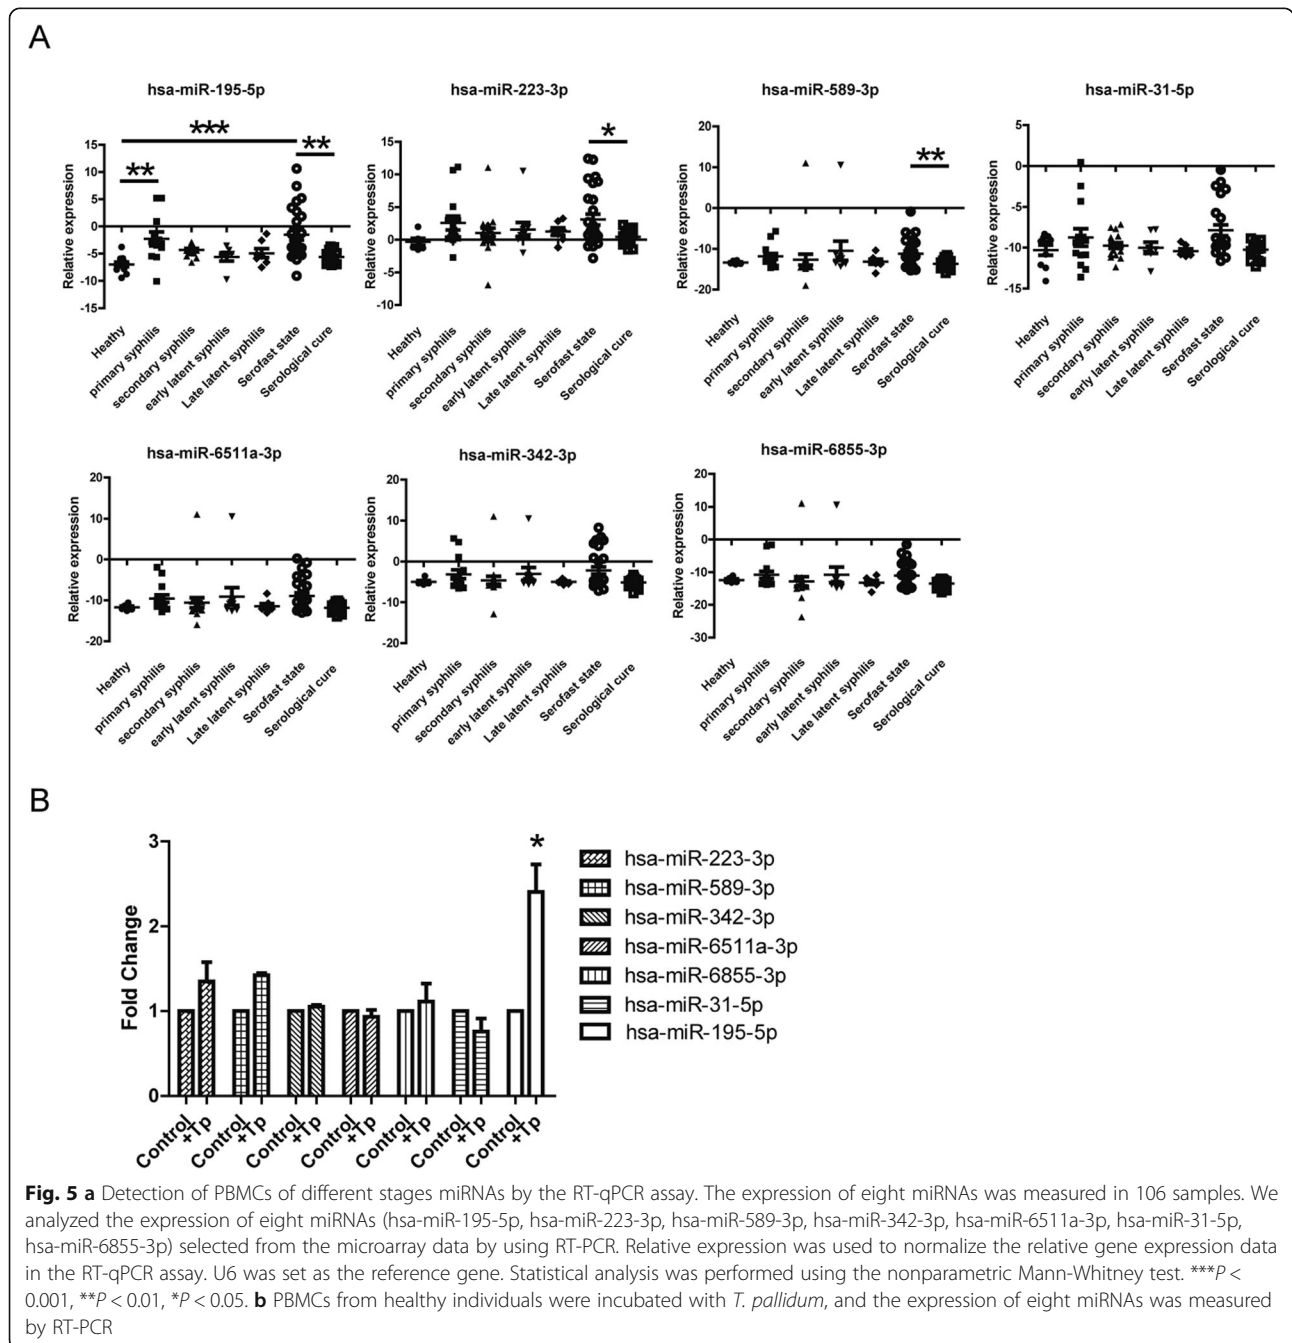 A
hsa-miR-195-5p
hsa-miR-223-3p
hsa-miR-589-3p
hsa-miR-31-5p
Relative expression
15
10
5
0
-5
-10
-15
**
***
**
Heathy
primary syphilis
secondary syphilis
early latent syphilis
Late latent syphilis
Serofast state
Serological cure
Relative expression
15
10
5
0
-5
-10
*
Heathy
primary syphilis
secondary syphilis
early latent syphilis
Late latent syphilis
Serofast state
Serological cure
Relative expression
20
10
0
-10
-20
**
Heathy
primary syphilis
secondary syphilis
early latent syphilis
Late latent syphilis
Serofast state
Serological cure
Relative expression
5
0
-5
-10
-15
Heathy
primary syphilis
secondary syphilis
early latent syphilis
Late latent syphilis
Serofast state
Serological cure
hsa-miR-6511a-3p
hsa-miR-342-3p
hsa-miR-6855-3p
Relative expression
20
10
0
-10
-20
Heathy
primary syphilis
secondary syphilis
early latent syphilis
Late latent syphilis
Serofast state
Serological cure
Relative expression
20
10
0
-10
-20
Heathy
primary syphilis
secondary syphilis
early latent syphilis
Late latent syphilis
Serofast state
Serological cure
Relative expression
20
10
0
-10
-20
-30
Heathy
primary syphilis
secondary syphilis
early latent syphilis
Late latent syphilis
Serofast state
Serological cure
B
Fold Change
3
2
1
0
*
Control
+Tp
Control
+Tp
Control
+Tp
Control
+Tp
Control
+Tp
Control
+Tp
Control
+Tp
hsa-miR-223-3p
hsa-miR-589-3p
hsa-miR-342-3p
hsa-miR-6511a-3p
hsa-miR-6855-3p
hsa-miR-31-5p
hsa-miR-195-5p
Fig. 5 a Detection of PBMCs of different stages miRNAs by the RT-qPCR assay. The expression of eight miRNAs was measured in 106 samples. We
analyzed the expression of eight miRNAs (hsa-miR-195-5p, hsa-miR-223-3p, hsa-miR-589-3p, hsa-miR-342-3p, hsa-miR-6511a-3p, hsa-miR-31-5p,
hsa-miR-6855-3p) selected from the microarray data by using RT-PCR. Relative expression was used to normalize the relative gene expression data
in the RT-qPCR assay. U6 was set as the reference gene. Statistical analysis was performed using the nonparametric Mann-Whitney test. ***P <
0.001, **P < 0.01, *P < 0.05. b PBMCs from healthy individuals were incubated with T. pallidum, and the expression of eight miRNAs was measured
by RT-PCR